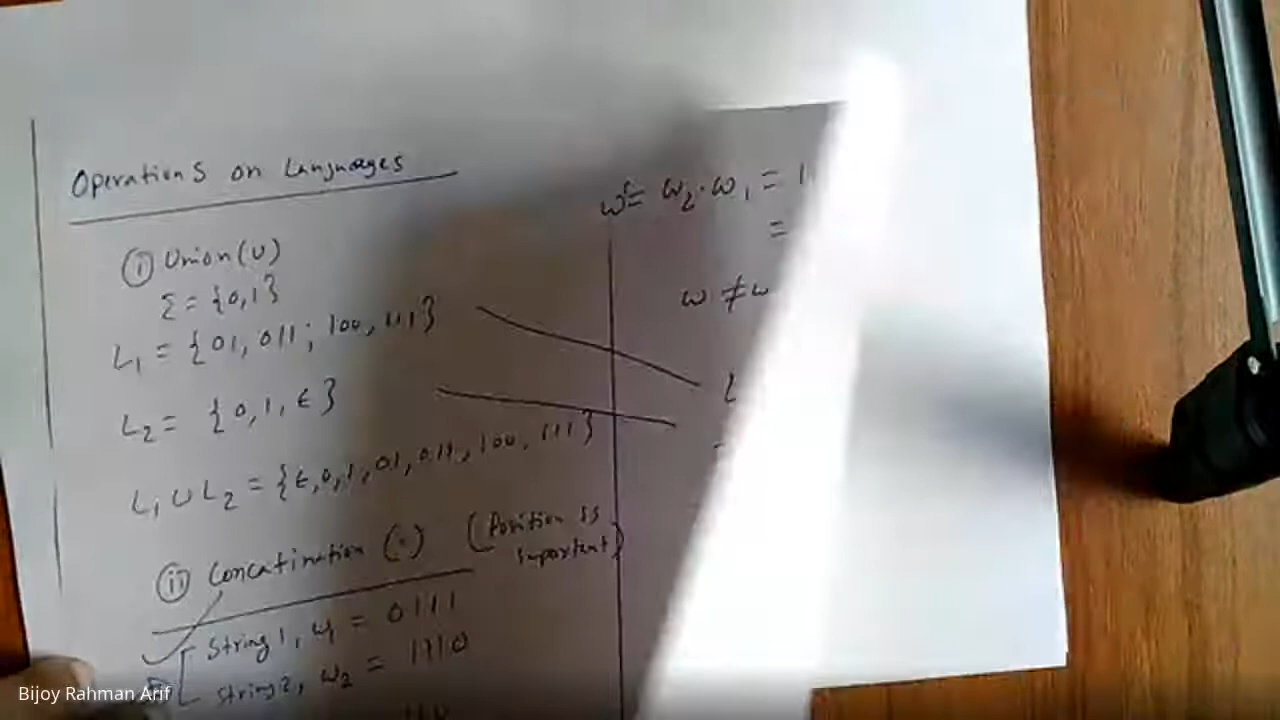 Operations on Languages
(i) Union (∪)
Σ = {0,1}
L₁ = {01, 011, 100, 111}
L₂ = {0, 1, ϵ}
L₁ ∪ L₂ = {ϵ, 0, 1, 01, 011, 100, 111}
(ii) Concatination (·) (Position is
important)
String 1, ω₁ = 0111
String 2, ω₂ = 1110
= ω₂·ω₁ = 1
=
ω ≠ ω
L
Bijoy Rahman Arif